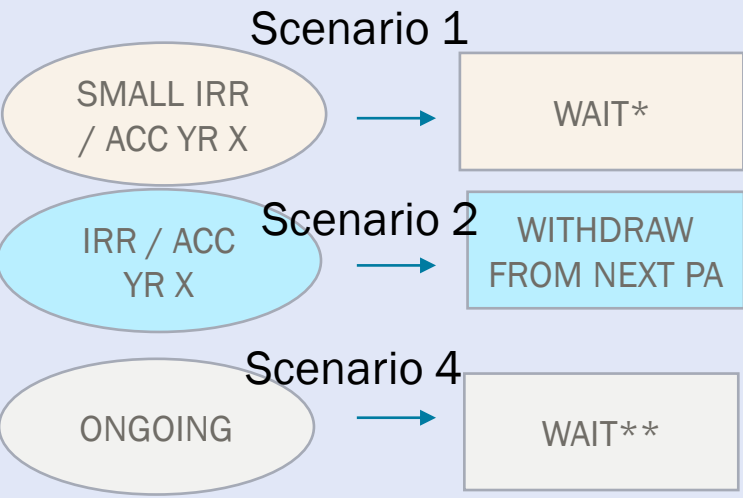 Scenario 1
SMALL IRR
/ ACC YR X
WAIT*
Scenario 2
IRR / ACC
YR X
WITHDRAW
FROM NEXT PA
Scenario 4
ONGOING
WAIT**